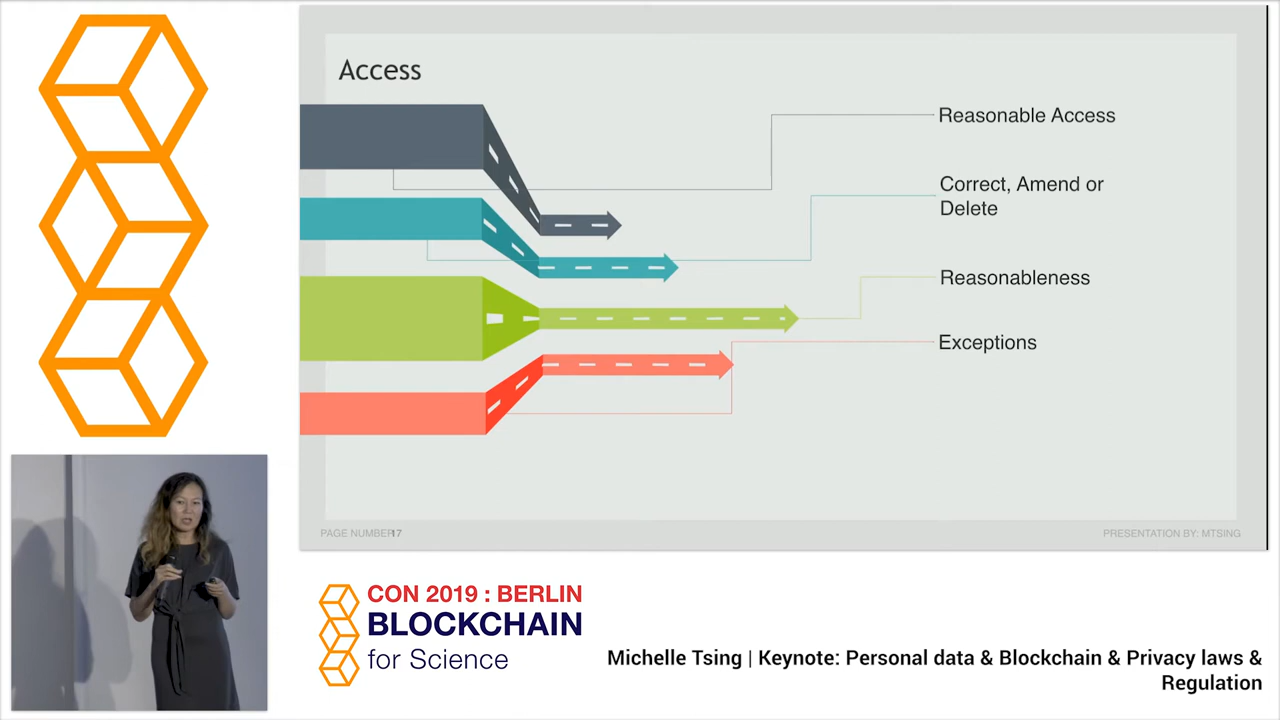 Access
Reasonable Access
Correct, Amend or
Delete
Reasonableness
Exceptions
PAGE NUMBER17
PRESENTATION BY: MTSING
CON 2019 : BERLIN
BLOCKCHAIN
for Science
Michelle Tsing | Keynote: Personal data & Blockchain & Privacy laws &
Regulation